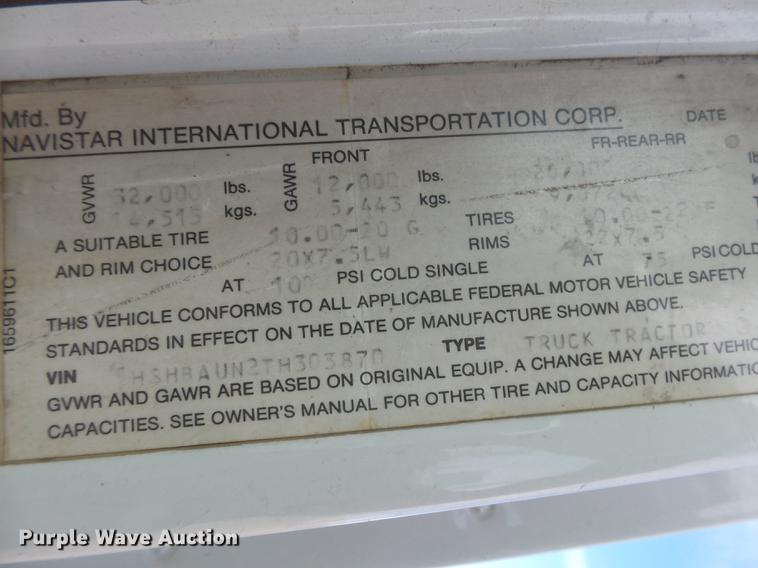 Mfd. By
NAVISTAR INTERNATIONAL TRANSPORTATION CORP. DATE
FRONT FR-REAR-RR
GVWR 32,000 lbs. GAWR 12,000 lbs.
14,515 kgs. 5,443 kgs.
A SUITABLE TIRE 10.00-20 G TIRES
AND RIM CHOICE 20X7.5LW RIMS
AT PSI COLD SINGLE AT 75 PSI COLD
THIS VEHICLE CONFORMS TO ALL APPLICABLE FEDERAL MOTOR VEHICLE SAFETY
STANDARDS IN EFFECT ON THE DATE OF MANUFACTURE SHOWN ABOVE.
VIN HSHBAUN2TH303870 TYPE TRUCK TRACTOR
GVWR AND GAWR ARE BASED ON ORIGINAL EQUIP. A CHANGE MAY AFFECT VEHIC
CAPACITIES. SEE OWNER'S MANUAL FOR OTHER TIRE AND CAPACITY INFORMATIO
1659611C1
Purple Wave Auction